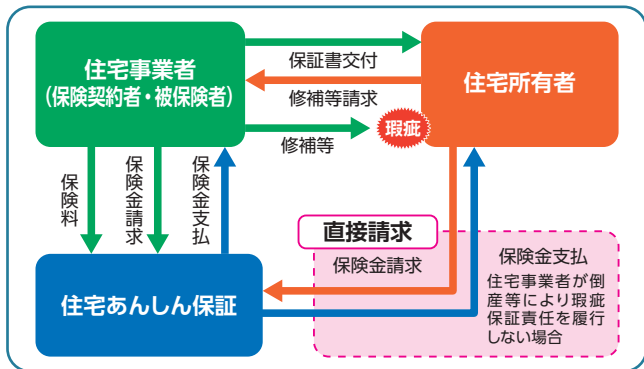 住宅事業者
(保険契約者・被保険者)
保証書交付
修補等請求
修補等
瑕疵
住宅所有者
保険料
保険金請求
保険金支払
直接請求
保険金請求
保険金支払
住宅事業者が倒
産等により瑕疵
保証責任を履行
しない場合
住宅あんしん保証